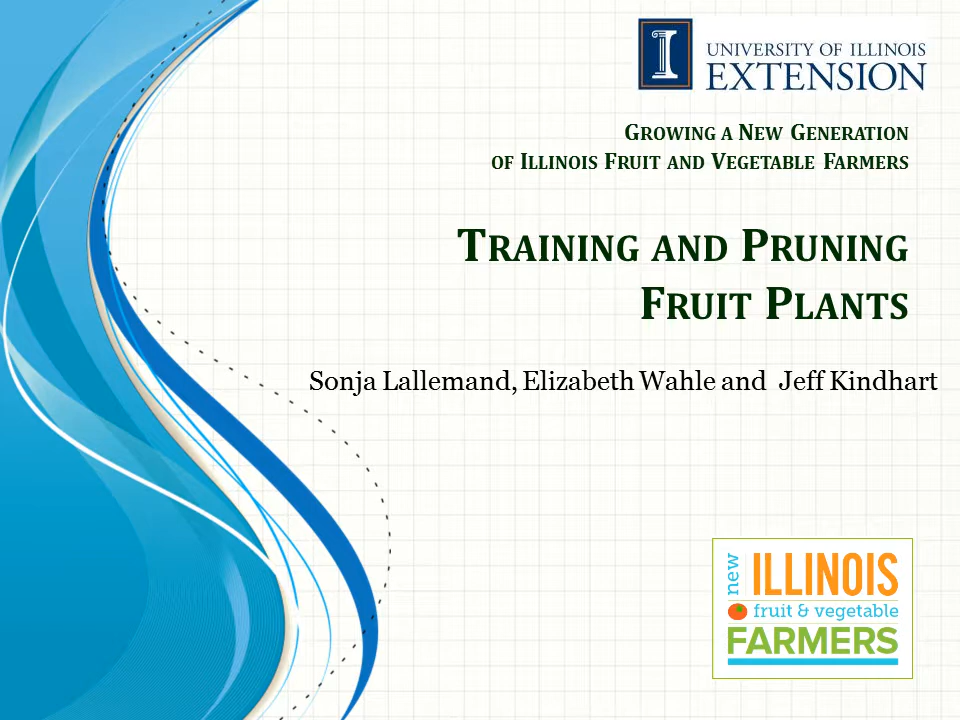 UNIVERSITY OF ILLINOIS
EXTENSION
GROWING A NEW GENERATION
OF ILLINOIS FRUIT AND VEGETABLE FARMERS
TRAINING AND PRUNING
FRUIT PLANTS
Sonja Lallemand, Elizabeth Wahle and Jeff Kindhart
new ILLINOIS
fruit & vegetable
FARMERS